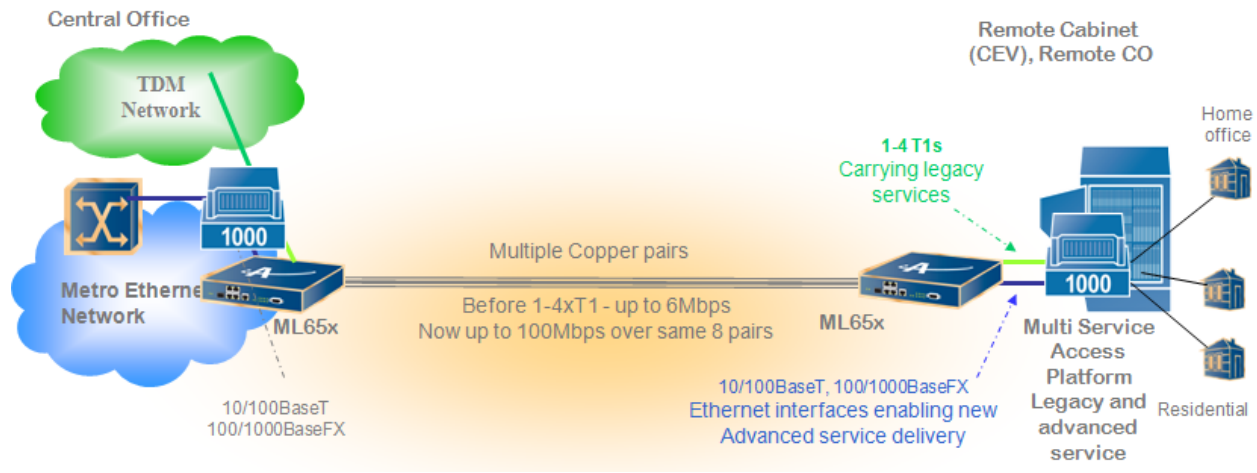 Central Office
TDM
Network
1000
Metro Etherne
Network
ML65x
10/100BaseT
100/1000BaseFX
Multiple Copper pairs
Before 1-4xT1 - up to 6Mbps
Now up to 100Mbps over same 8 pairs
1-4 T1s
Carrying legacy
services
ML65x
10/100BaseT, 100/1000BaseFX
Ethernet interfaces enabling new
Advanced service delivery
Remote Cabinet
(CEV), Remote CO
Home
office
1000
Multi Service
Access
Platform
Legacy and
advanced
service
Residential